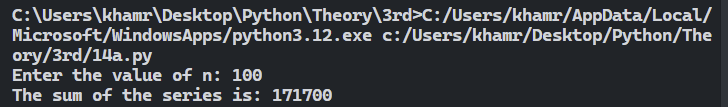 C:\Users\khamr\Desktop\Python\Theory\3rd>C:/Users/khamr/AppData/Local/
Microsoft/WindowsApps/python3.12.exe c:/Users/khamr/Desktop/Python/The
ory/3rd/14a.py
Enter the value of n: 100
The sum of the series is: 171700